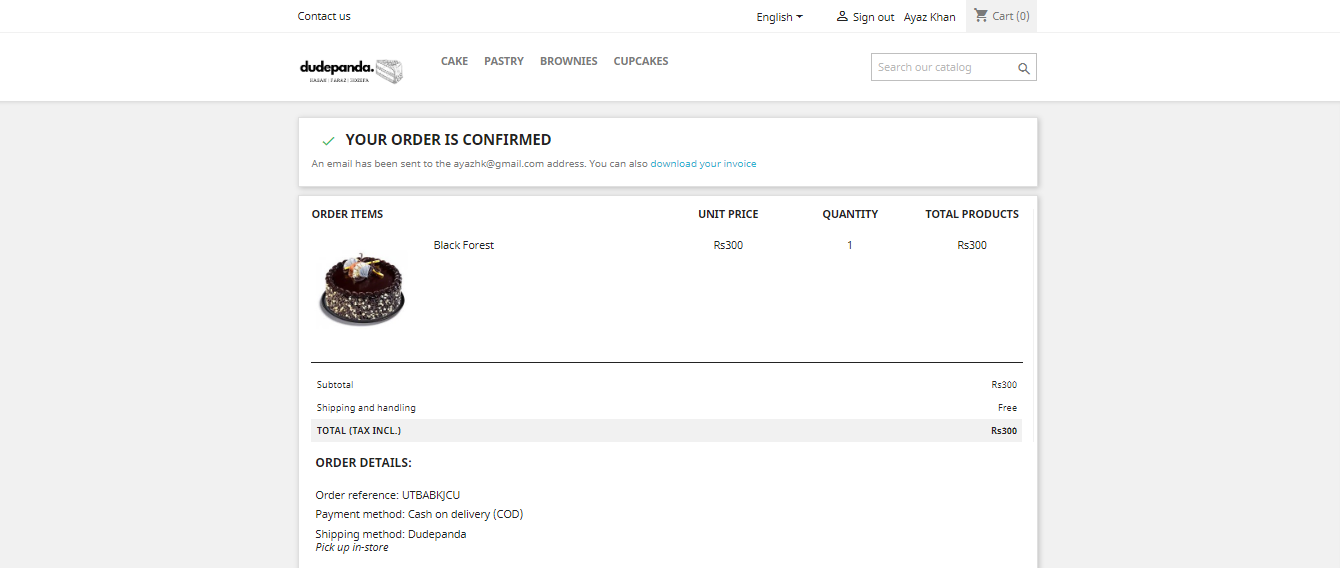 Contact us
English
Sign out Ayaz Khan
Cart (0)
dudepanda.
CAKE PASTRY BROWNIES CUPCAKES
Search our catalog
YOUR ORDER IS CONFIRMED
An email has been sent to the ayazhk@gmail.com address. You can also download your invoice
ORDER ITEMS UNIT PRICE QUANTITY TOTAL PRODUCTS
Black Forest Rs300 1 Rs300
Subtotal Rs300
Shipping and handling Free
TOTAL (TAX INCL.) Rs300
ORDER DETAILS:
Order reference: UTBABKJCU
Payment method: Cash on delivery (COD)
Shipping method: Dudepanda
Pick up in-store